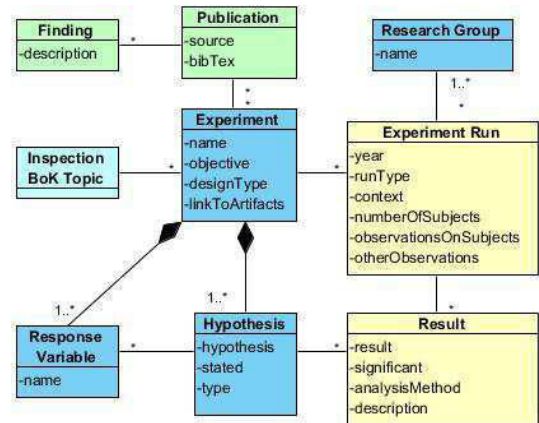 Finding
-description
*
Publication
-source
-bibTex
Research Group
-name
*
*
1..*
*
Inspection
BoK Topic
*
Experiment
-name
-objective
-designType
-linkToArtifacts
*
Experiment Run
-year
-runType
-context
-numberOfSubjects
-observationsOnSubjects
-otherObservations
1..*
1..*
*
Response
Variable
-name
*
Hypothesis
-hypothesis
-stated
-type
*
Result
-result
-significant
-analysisMethod
-description